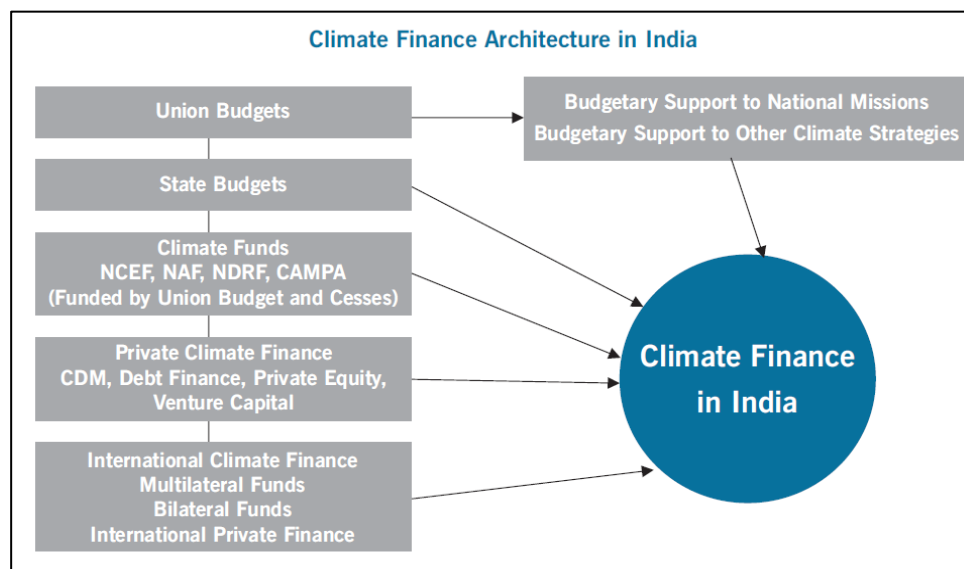 Climate Finance Architecture in India
Union Budgets
Budgetary Support to National Missions
Budgetary Support to Other Climate Strategies
State Budgets
Climate Funds
NCEF, NAF, NDRF, CAMPA
(Funded by Union Budget and Cesses)
Private Climate Finance
CDM, Debt Finance, Private Equity,
Venture Capital
International Climate Finance
Multilateral Funds
Bilateral Funds
International Private Finance
Climate Finance
in India